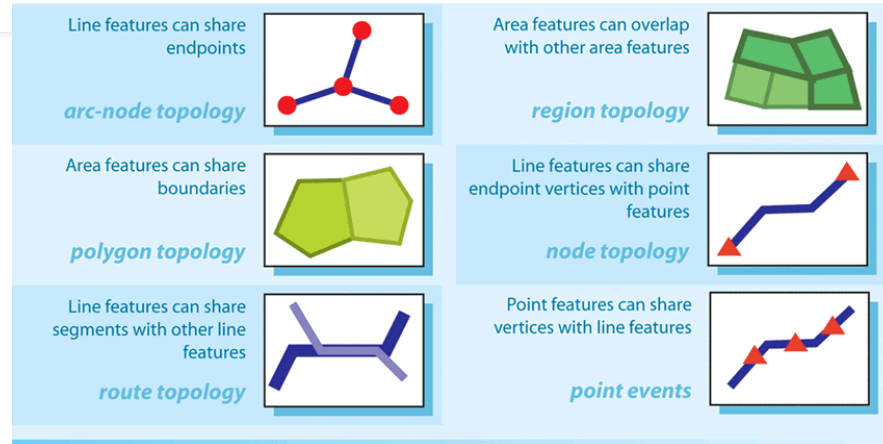 Line features can share
endpoints
arc-node topology
Area features can share
boundaries
polygon topology
Line features can share
segments with other line
features
route topology
Area features can overlap
with other area features
region topology
Line features can share
endpoint vertices with point
features
node topology
Point features can share
vertices with line features
point events